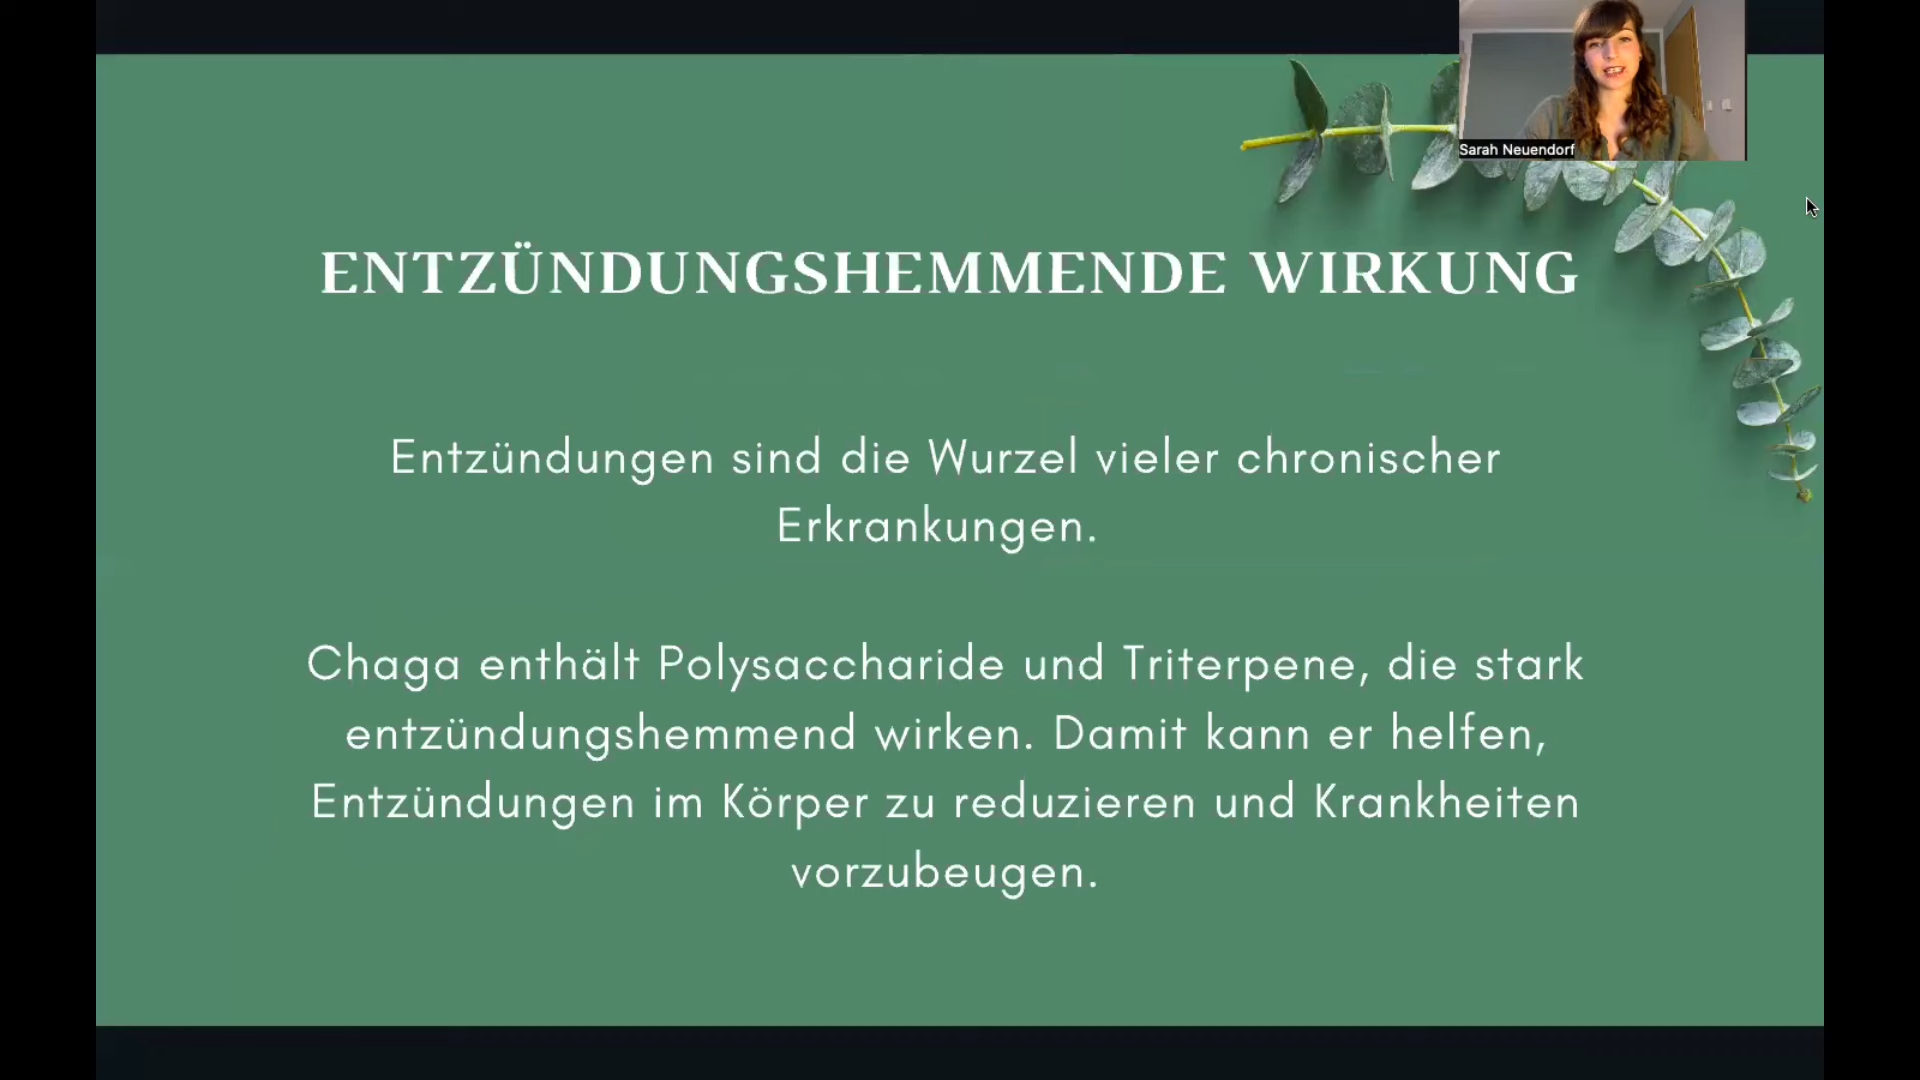 Sarah Neuendorf
ENTZÜNDUNGSHEMMENDE WIRKUNG
Entzündungen sind die Wurzel vieler chronischer
Erkrankungen.
Chaga enthält Polysaccharide und Triterpene, die stark
entzündungshemmend wirken. Damit kann er helfen,
Entzündungen im Körper zu reduzieren und Krankheiten
vorzubeugen.